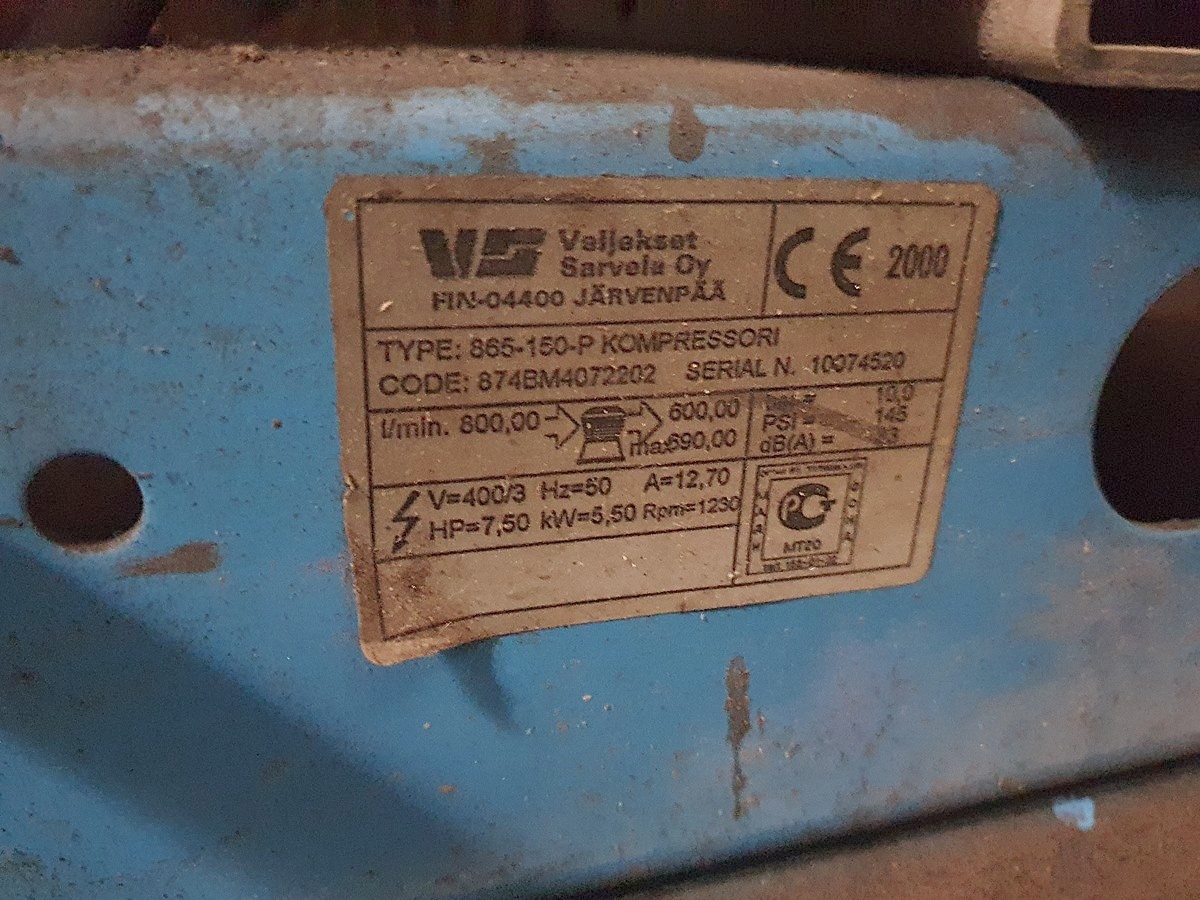 VS Veljekset
Sarvela Oy
FIN-04400 JÄRVENPÄÄ
CE 2000
TYPE: 865-150-P KOMPRESSORI
CODE: 874BM4072202 SERIAL N. 10074520
l/min. 800,00 600,00
max690,00
bar = 10,0
PSI = 145
dB(A) =
V=400/3 Hz=50 A=12,70
HP=7,50 kW=5,50 Rpm=1230
MT20